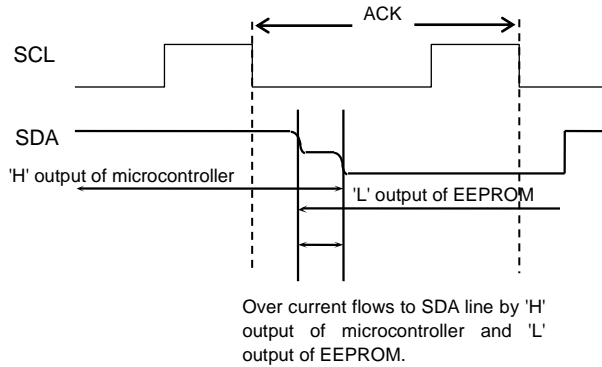 ACK
SCL
SDA
'H' output of microcontroller
'L' output of EEPROM
Over current flows to SDA line by 'H'
output of microcontroller and 'L'
output of EEPROM.